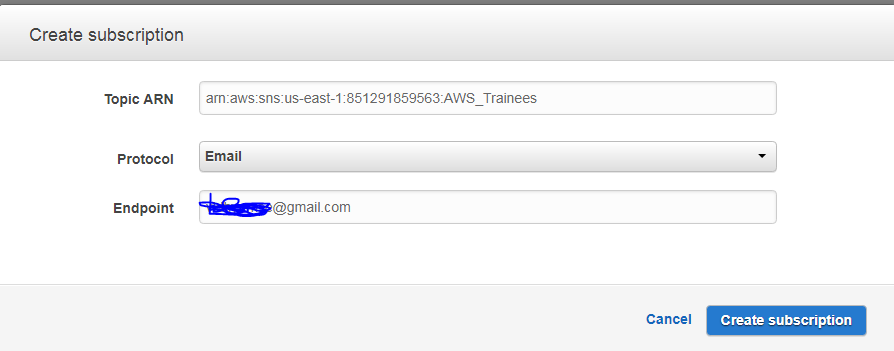 Create subscription
Topic ARN arn:aws:sns:us-east-1:851291859563:AWS_Trainees
Protocol Email
Endpoint @gmail.com
Cancel Create subscription